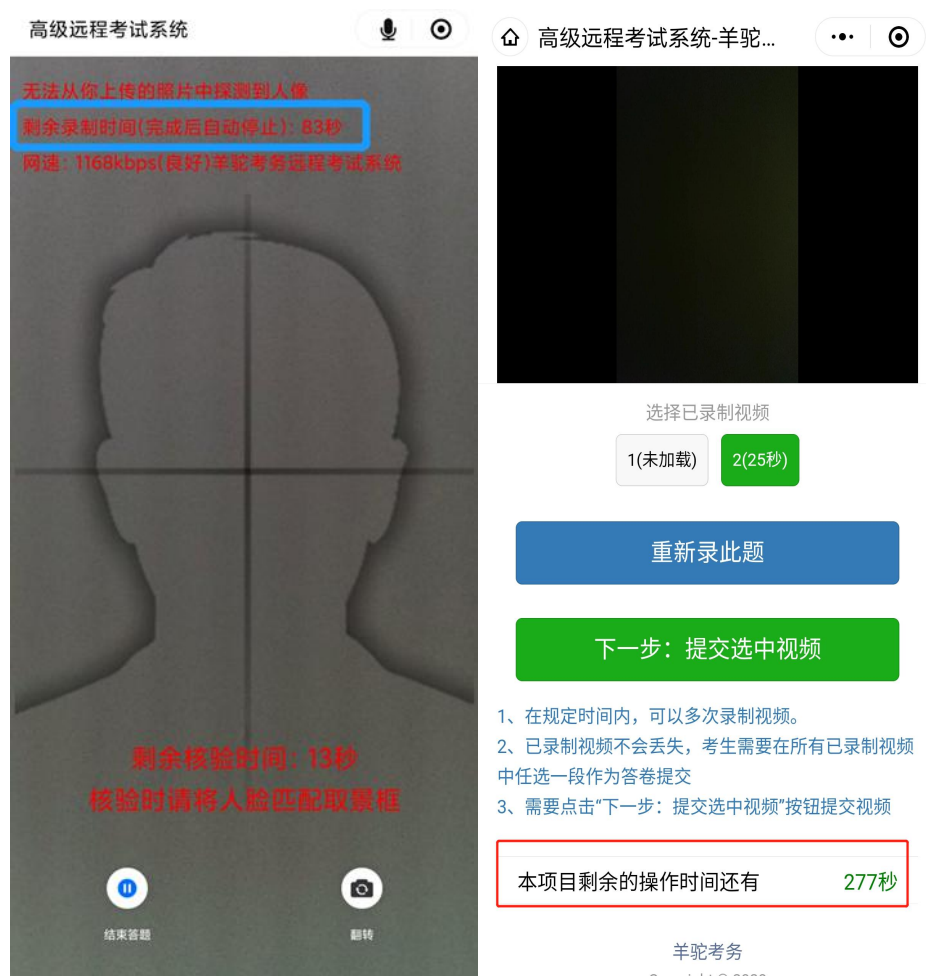 高级远程考试系统
无法从你上传的照片中探测到人像
剩余录制时间(完成后自动停止)：83秒
网速：1168kbps(良好)羊驼考务远程考试系统
剩余核验时间：13秒
核验时请将人脸匹配取景框
结束答题
翻转
高级远程考试系统-羊驼...
选择已录制视频
1(未加载)
2(25秒)
重新录此题
下一步：提交选中视频
1、在规定时间内，可以多次录制视频。
2、已录制视频不会丢失，考生需要在所有已录制视频
中任选一段作为答卷提交
3、需要点击“下一步：提交选中视频”按钮提交视频
本项目剩余的操作时间还有
277秒
羊驼考务